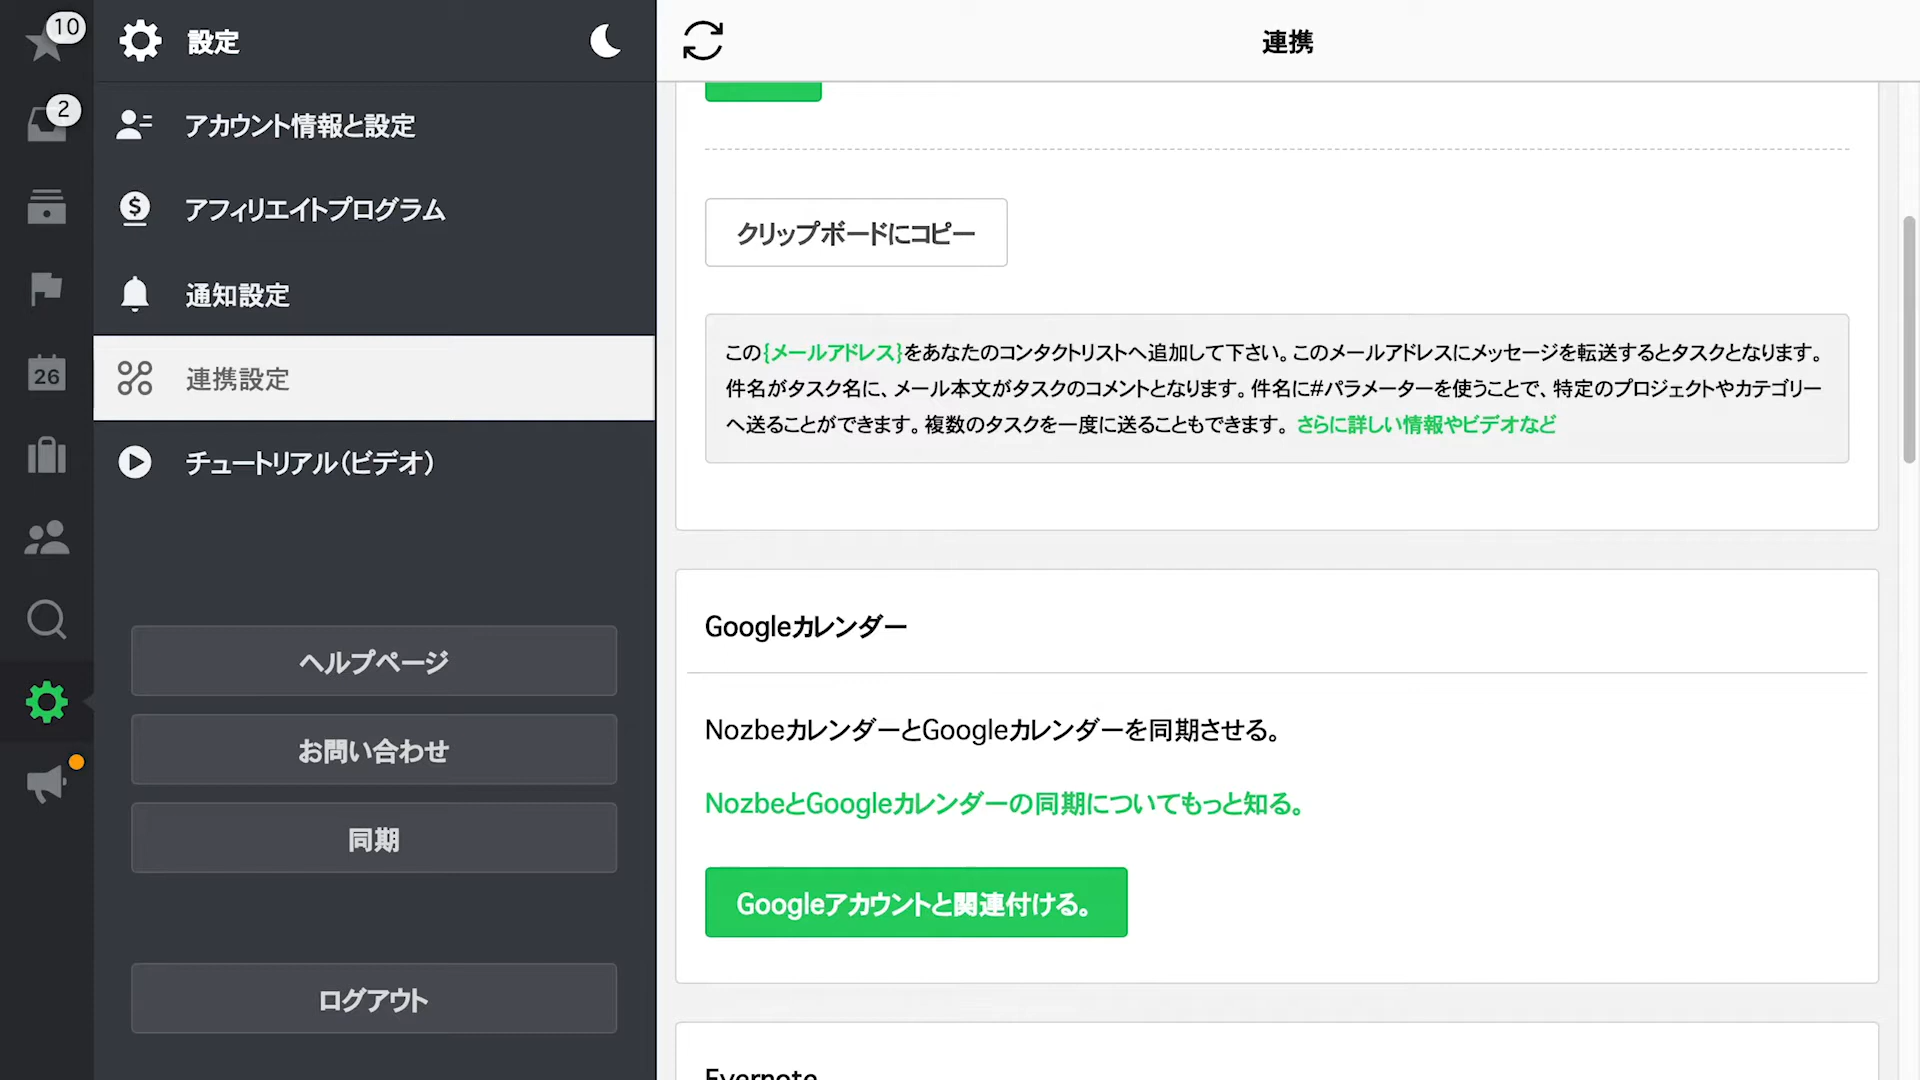 10
設定
連携
2
アカウント情報と設定
アフィリエイトプログラム
クリップボードにコピー
通知設定
この{メールアドレス}をあなたのコンタクトリストへ追加して下さい。このメールアドレスにメッセージを転送するとタスクとなります。
件名がタスク名に、メール本文がタスクのコメントとなります。件名に#パラメーターを使うことで、特定のプロジェクトやカテゴリー
へ送ることができます。複数のタスクを一度に送ることもできます。 さらに詳しい情報やビデオなど
26
連携設定
チュートリアル（ビデオ）
Googleカレンダー
NozbeカレンダーとGoogleカレンダーを同期させる。
NozbeとGoogleカレンダーの同期についてもっと知る。
Googleアカウントと関連付ける。
ヘルプページ
お問い合わせ
同期
ログアウト
Evernote